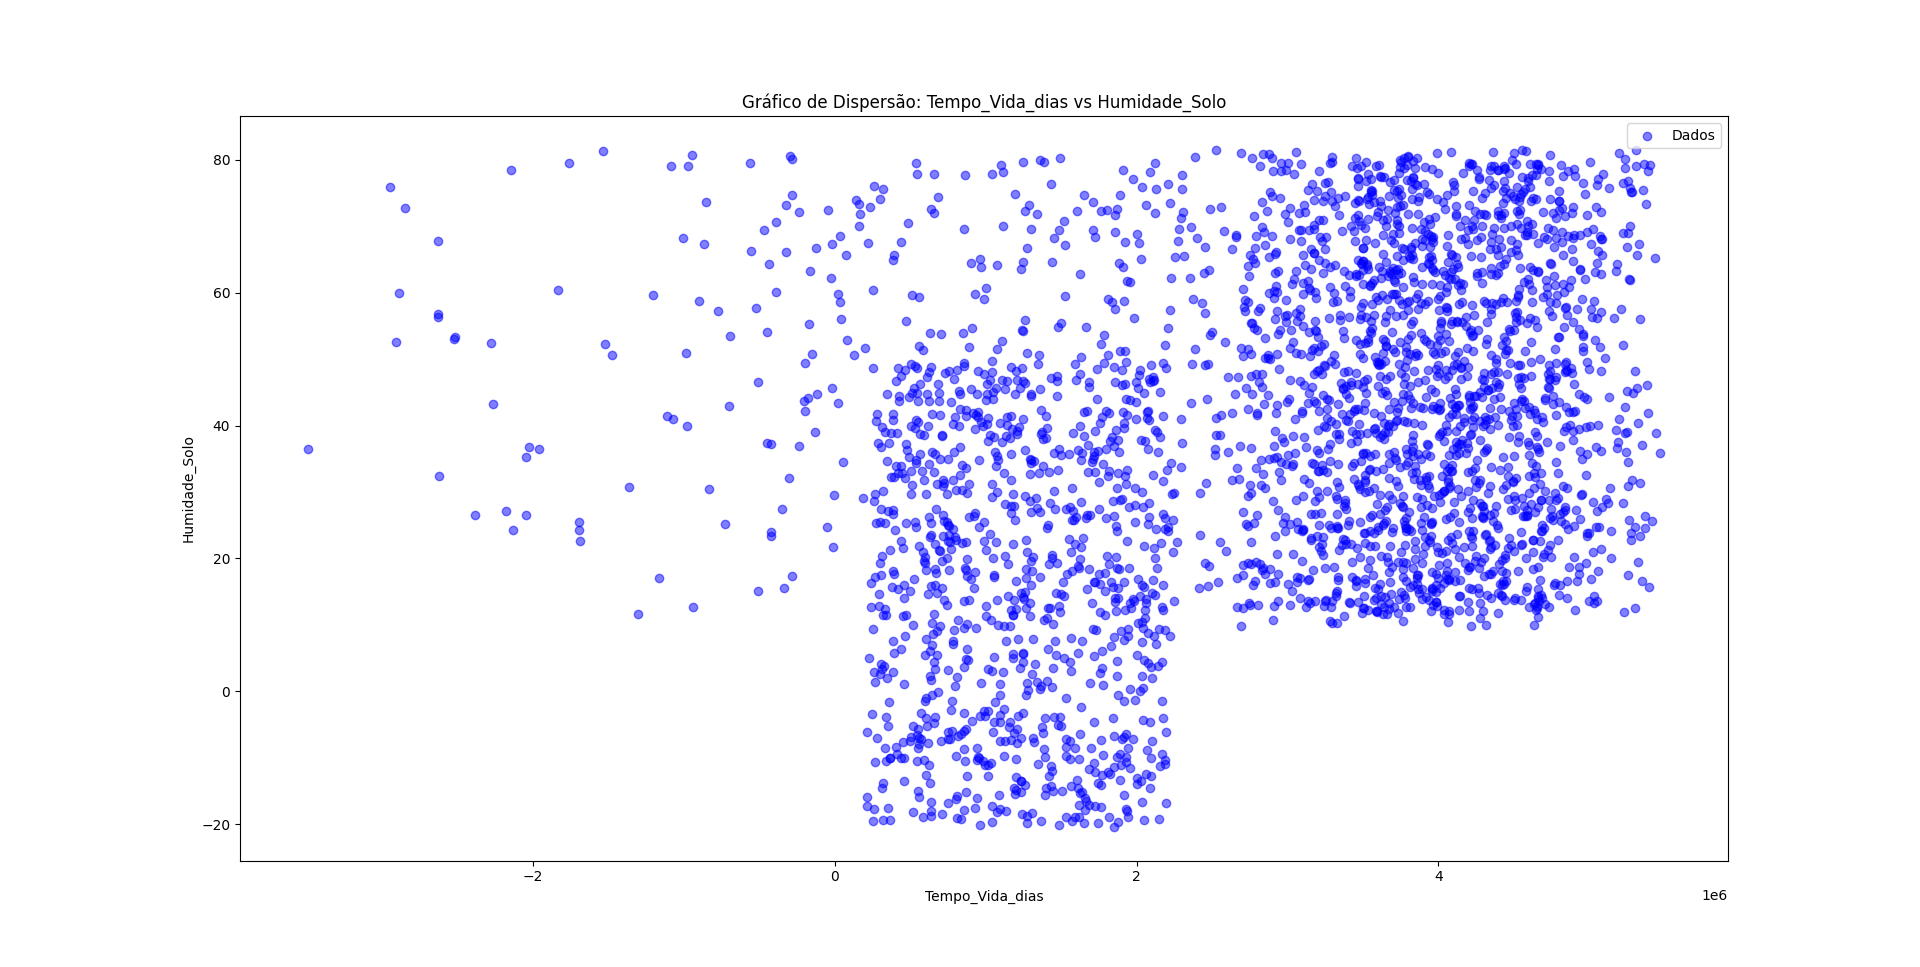 Gráfico de Dispersão: Tempo_Vida_dias vs Humidade_Solo
Dados
80
60
40
20
0
−20
Humidade_Solo
−2
0
2
4
1e6
Tempo_Vida_dias